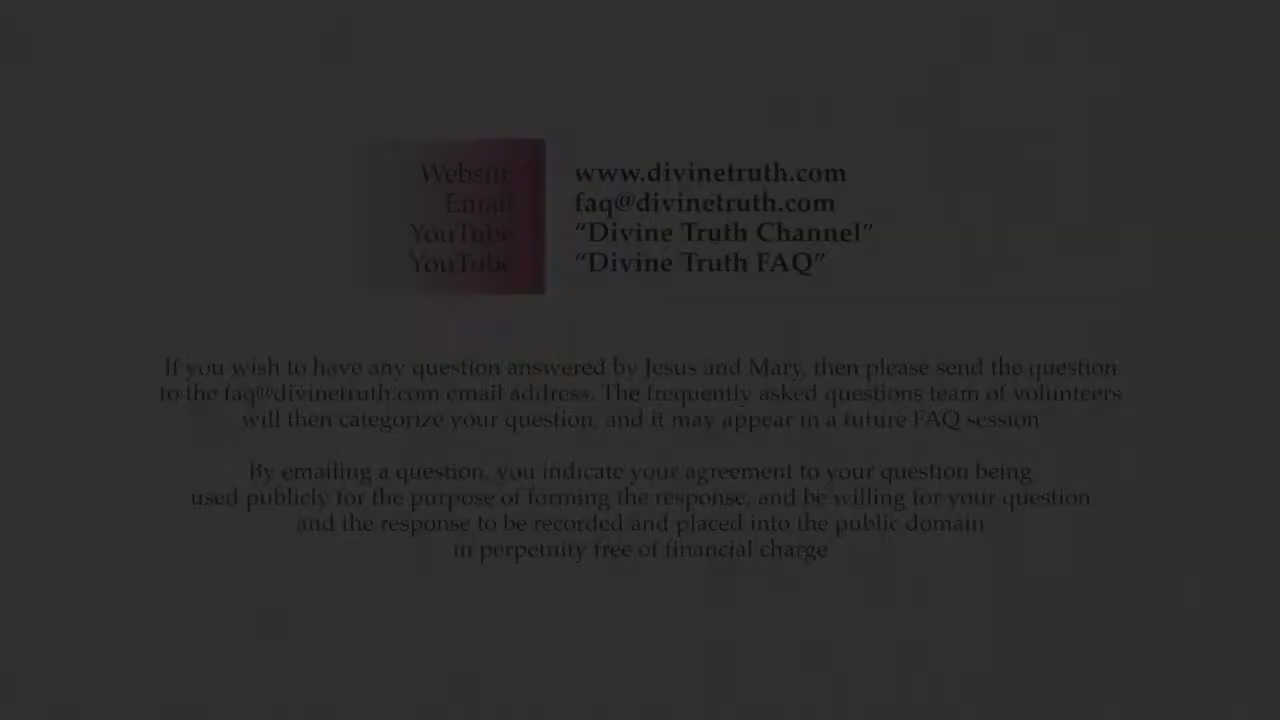 Website www.divinetruth.com
Email faq@divinetruth.com
YouTube “Divine Truth Channel”
YouTube “Divine Truth FAQ”
If you wish to have any question answered by Jesus and Mary, then please send the question
to the faq@divinetruth.com email address. The frequently asked questions team of volunteers
will then categorize your question, and it may appear in a future FAQ session
By emailing a question, you indicate your agreement to your question being
used publicly for the purpose of forming the response, and be willing for your question
and the response to be recorded and placed into the public domain
in perpetuity free of financial charge